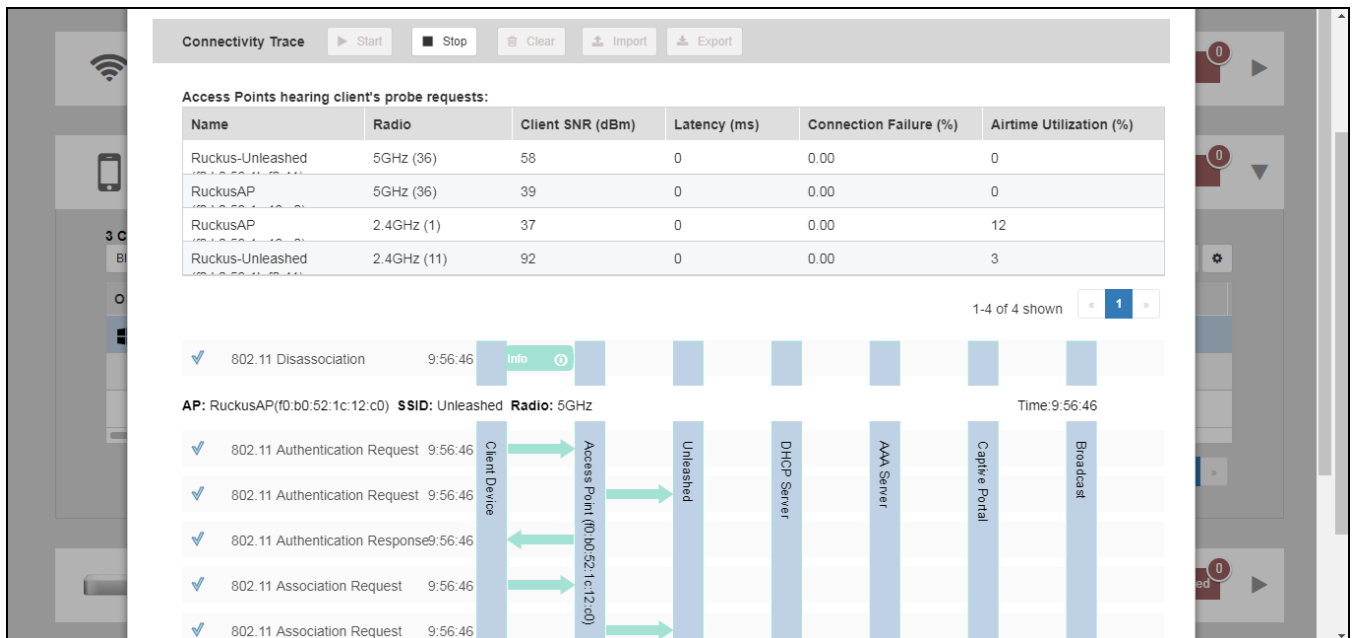 Connectivity Trace Start Stop Clear Import Export
0
Access Points hearing client's probe requests:
Name Radio Client SNR (dBm) Latency (ms) Connection Failure (%) Airtime Utilization (%)
Ruckus-Unleashed 5GHz (36) 58 0 0.00 0
RuckusAP 5GHz (36) 39 0 0.00 0
RuckusAP 2.4GHz (1) 37 0 0.00 12
Ruckus-Unleashed 2.4GHz (11) 92 0 0.00 3
0
3 C
Bl
O
1-4 of 4 shown « 1 »
802.11 Disassociation 9:56:46 Info
AP: RuckusAP(f0:b0:52:1c:12:c0) SSID: Unleashed Radio: 5GHz Time:9:56:46
802.11 Authentication Request 9:56:46
802.11 Authentication Request 9:56:46
802.11 Authentication Response9:56:46
802.11 Association Request 9:56:46
802.11 Association Request 9:56:46
Client Device
Access Point (f0:b0:52:1c:12:c0)
Unleashed
DHCP Server
AAA Server
Captive Portal
Broadcast
»
0
ed